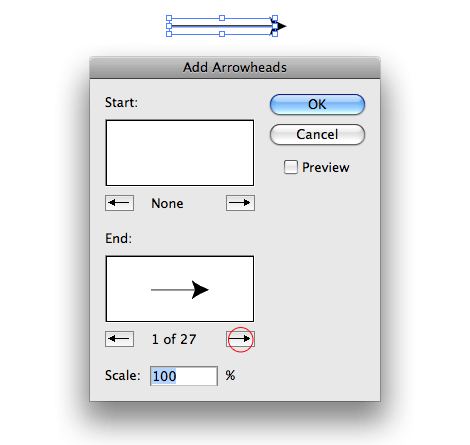 Add Arrowheads
Start:
OK
Cancel
Preview
None
End:
1 of 27
Scale: 100 %